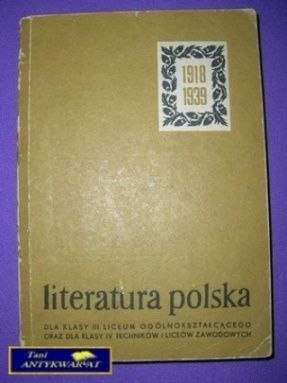 1918
1939
literatura polska
DLA KLASY III LICEUM OGÓLNOKSZTAŁCĄCEGO
ORAZ DLA KLASY IV TECHNIKÓW I LICEÓW ZAWODOWYCH
Tani
ANTYKWARIAT